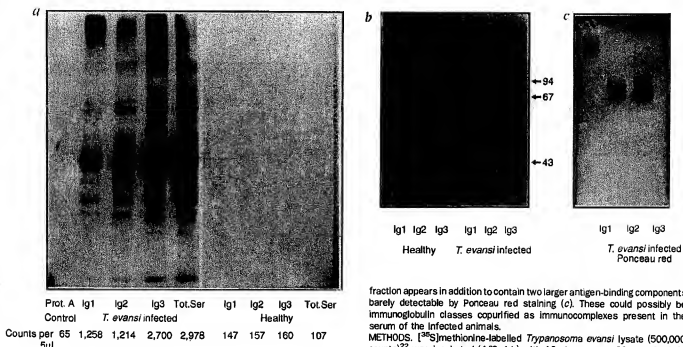 a
b
c
94
67
43
Prot. A Ig1 Ig2 Ig3 Tot.Ser Ig1 Ig2 Ig3 Tot.Ser
Control T. evansi infected Healthy
Counts per 65 1,258 1,214 2,700 2,978 147 157 160 107
5µl
Ig1 Ig2 Ig3 Ig1 Ig2 Ig3
Healthy T. evansi infected
Ig1 Ig2 Ig3
T. evansi infected
Ponceau red
fraction appears in addition to contain two larger antigen-binding components
barely detectable by Ponceau red staining (c). These could possibly be
immunoglobulin classes copurified as immunocomplexes present in the
serum of the infected animals.
METHODS. [³⁵S]methionine-labelled Trypanosoma evansi lysate (500,000